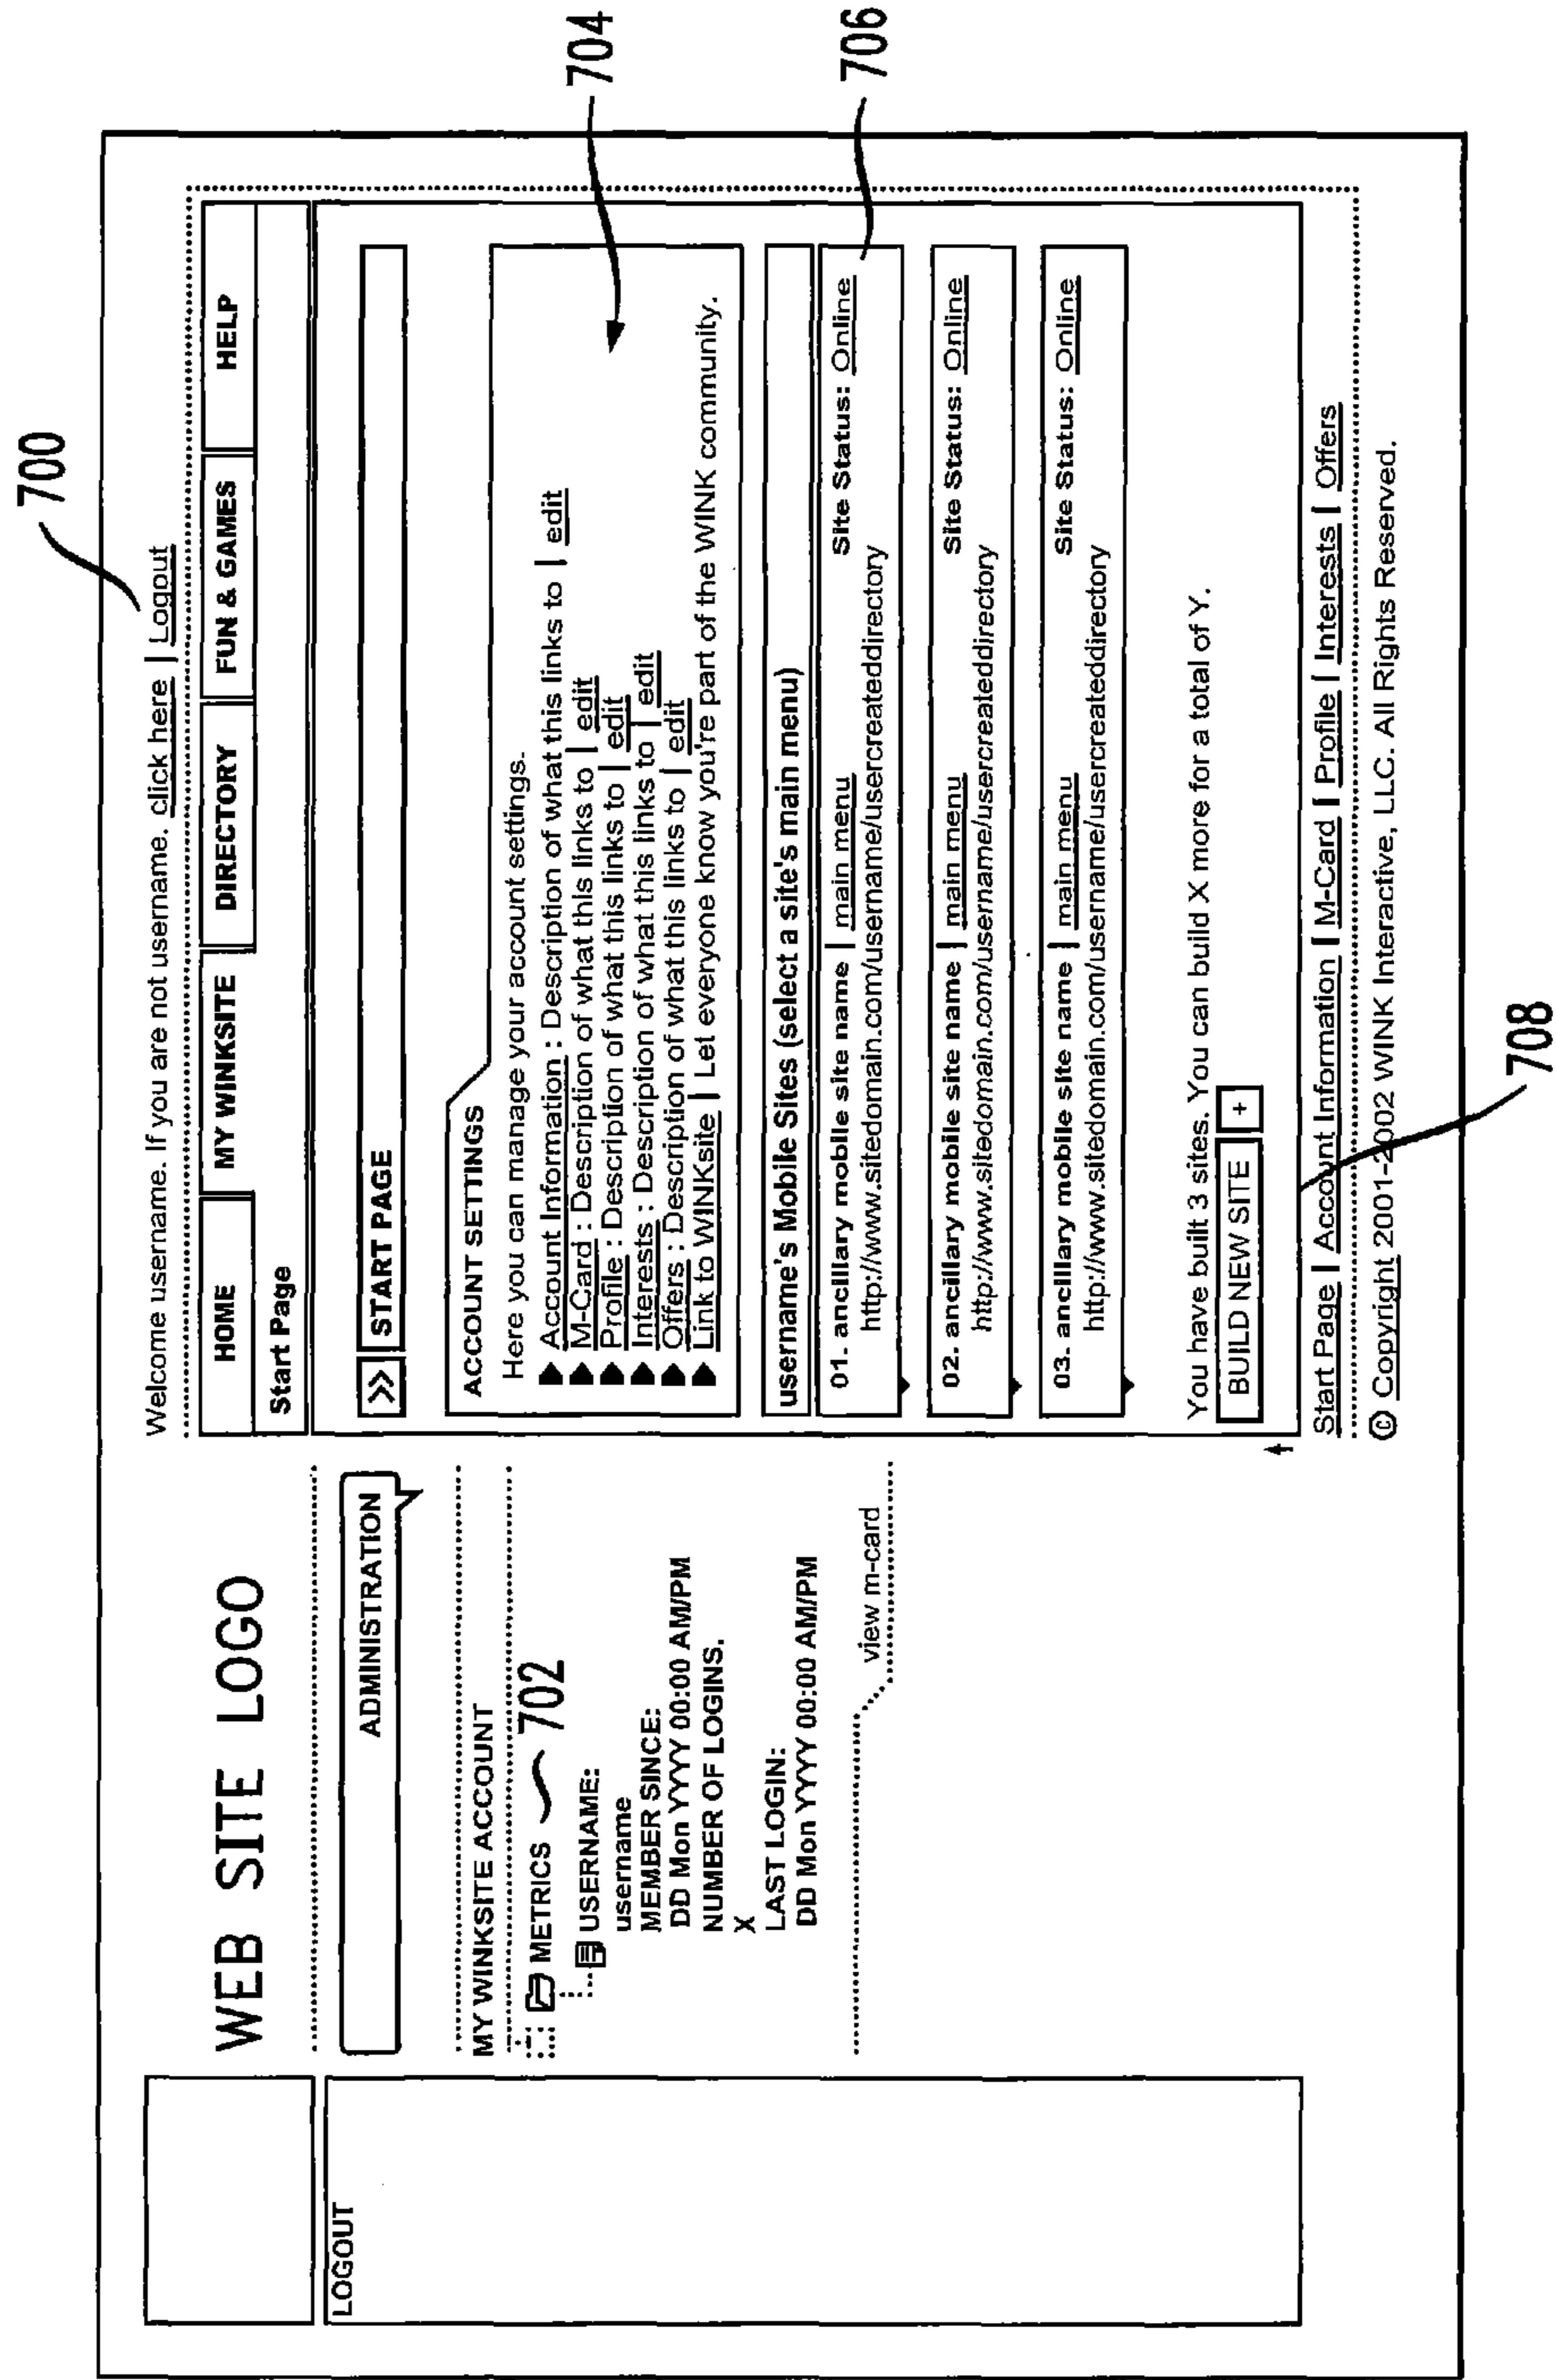 700
Welcome username. If you are not username. click here | Logout
WEB SITE LOGO
HOME
MY WINKSITE
DIRECTORY
FUN & GAMES
HELP
Start Page
LOGOUT
ADMINISTRATION
MY WINKSITE ACCOUNT
METRICS 702
USERNAME:
username
MEMBER SINCE:
DD Mon YYYY 00:00 AM/PM
NUMBER OF LOGINS.
X
LAST LOGIN:
DD Mon YYYY 00:00 AM/PM
view m-card
>> START PAGE
ACCOUNT SETTINGS
Here you can manage your account settings.
Account Information : Description of what this links to | edit
M-Card : Description of what this links to | edit
Profile : Description of what this links to | edit
Interests : Description of what this links to | edit
Offers : Description of what this links to | edit
Link to WINKsite | Let everyone know you're part of the WINK community.
704
username's Mobile Sites (select a site's main menu)
01. ancillary mobile site name | main menu Site Status: Online
http://www.sitedomain.com/username/usercreateddirectory
706
02. ancillary mobile site name | main menu Site Status: Online
http://www.sitedomain.com/username/usercreateddirectory
03. ancillary mobile site name | main menu Site Status: Online
http://www.sitedomain.com/username/usercreateddirectory
You have built 3 sites. You can build X more for a total of Y.
BUILD NEW SITE +
Start Page | Account Information | M-Card | Profile | Interests | Offers
© Copyright 2001-2002 WINK Interactive, LLC. All Rights Reserved.
708